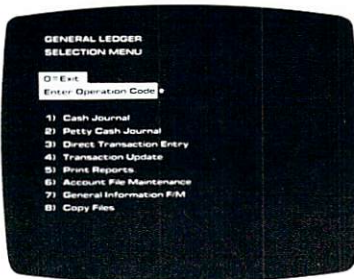 GENERAL LEDGER
SELECTION MENU
0=Exit
Enter Operation Code
1) Cash Journal
2) Petty Cash Journal
3) Direct Transaction Entry
4) Transaction Update
5) Print Reports
6) Account File Maintenance
7) General Information F/M
8) Copy Files